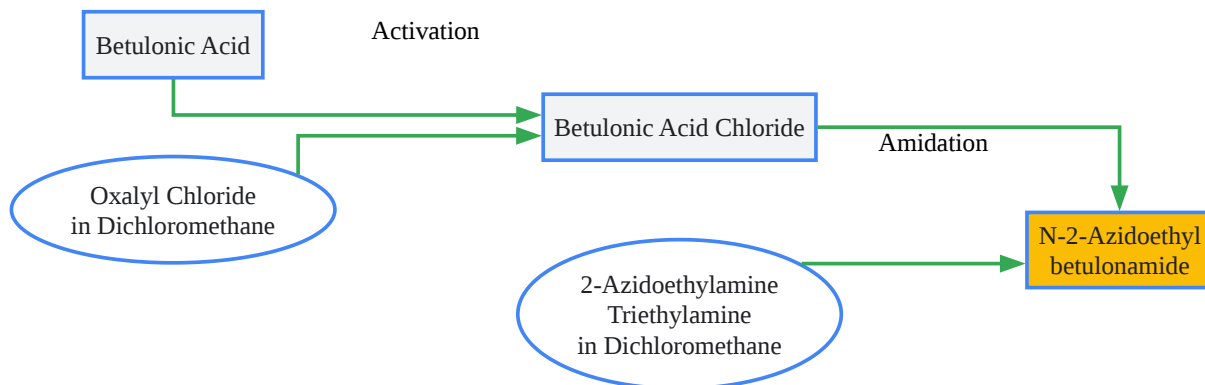 Betulonic Acid
Activation
Oxalyl Chloride
in Dichloromethane
Betulonic Acid Chloride
Amidation
2-Azidoethylamine
Triethylamine
in Dichloromethane
N-2-Azidoethyl
betulonamide